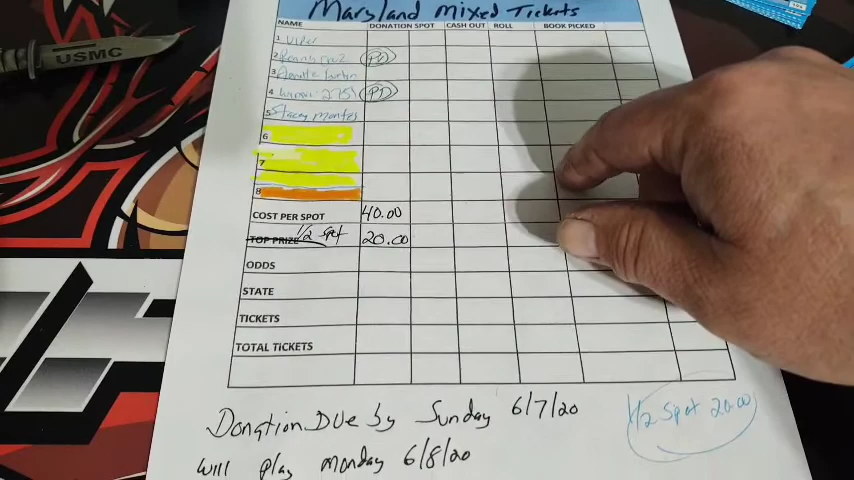 Maryland Mixed Tickets
NAME DONATION SPOT CASH OUT ROLL BOOK PICKED
1 Viper
2 PD
3
4 PD
5 Stacey Montes
6
7
8
COST PER SPOT 40.00
TOP PRIZE 1/2 Spot 20.00
ODDS
STATE
TICKETS
TOTAL TICKETS
Donation Due by Sunday 6/7/20
1/2 Spot 20.00
will play monday 6/8/20
USMC